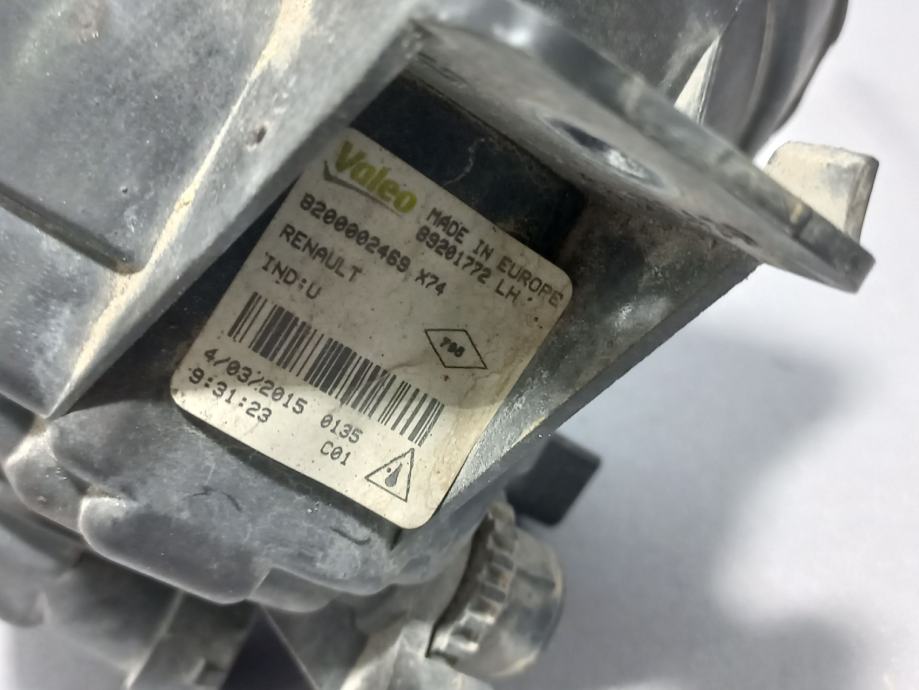 Valeo
MADE IN EUROPE
89201772 LH
8200002469 X74
RENAULT
IND:U
4/03/2015 0135
9:31:23 C01